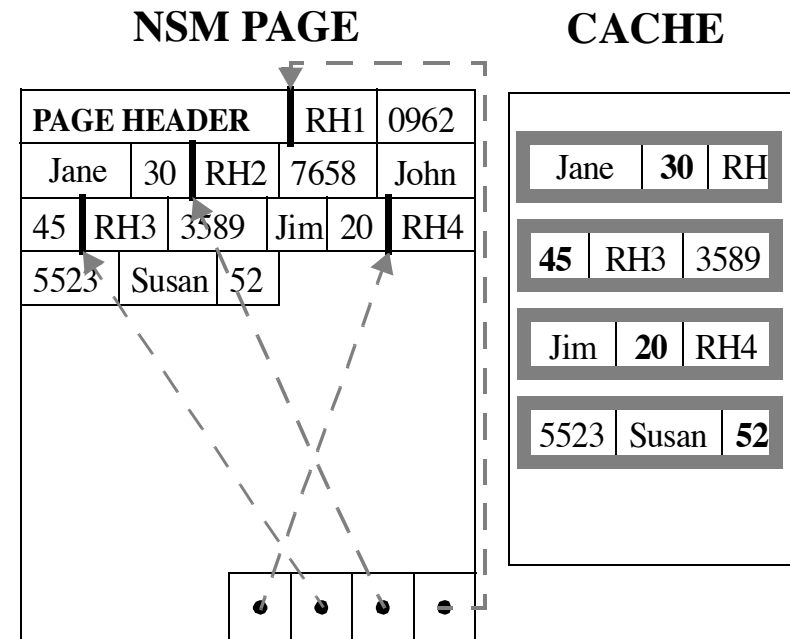 NSM PAGE
CACHE
PAGE HEADER RH1 0962
Jane 30 RH2 7658 John
45 RH3 3589 Jim 20 RH4
5523 Susan 52
Jane 30 RH
45 RH3 3589
Jim 20 RH4
5523 Susan 52